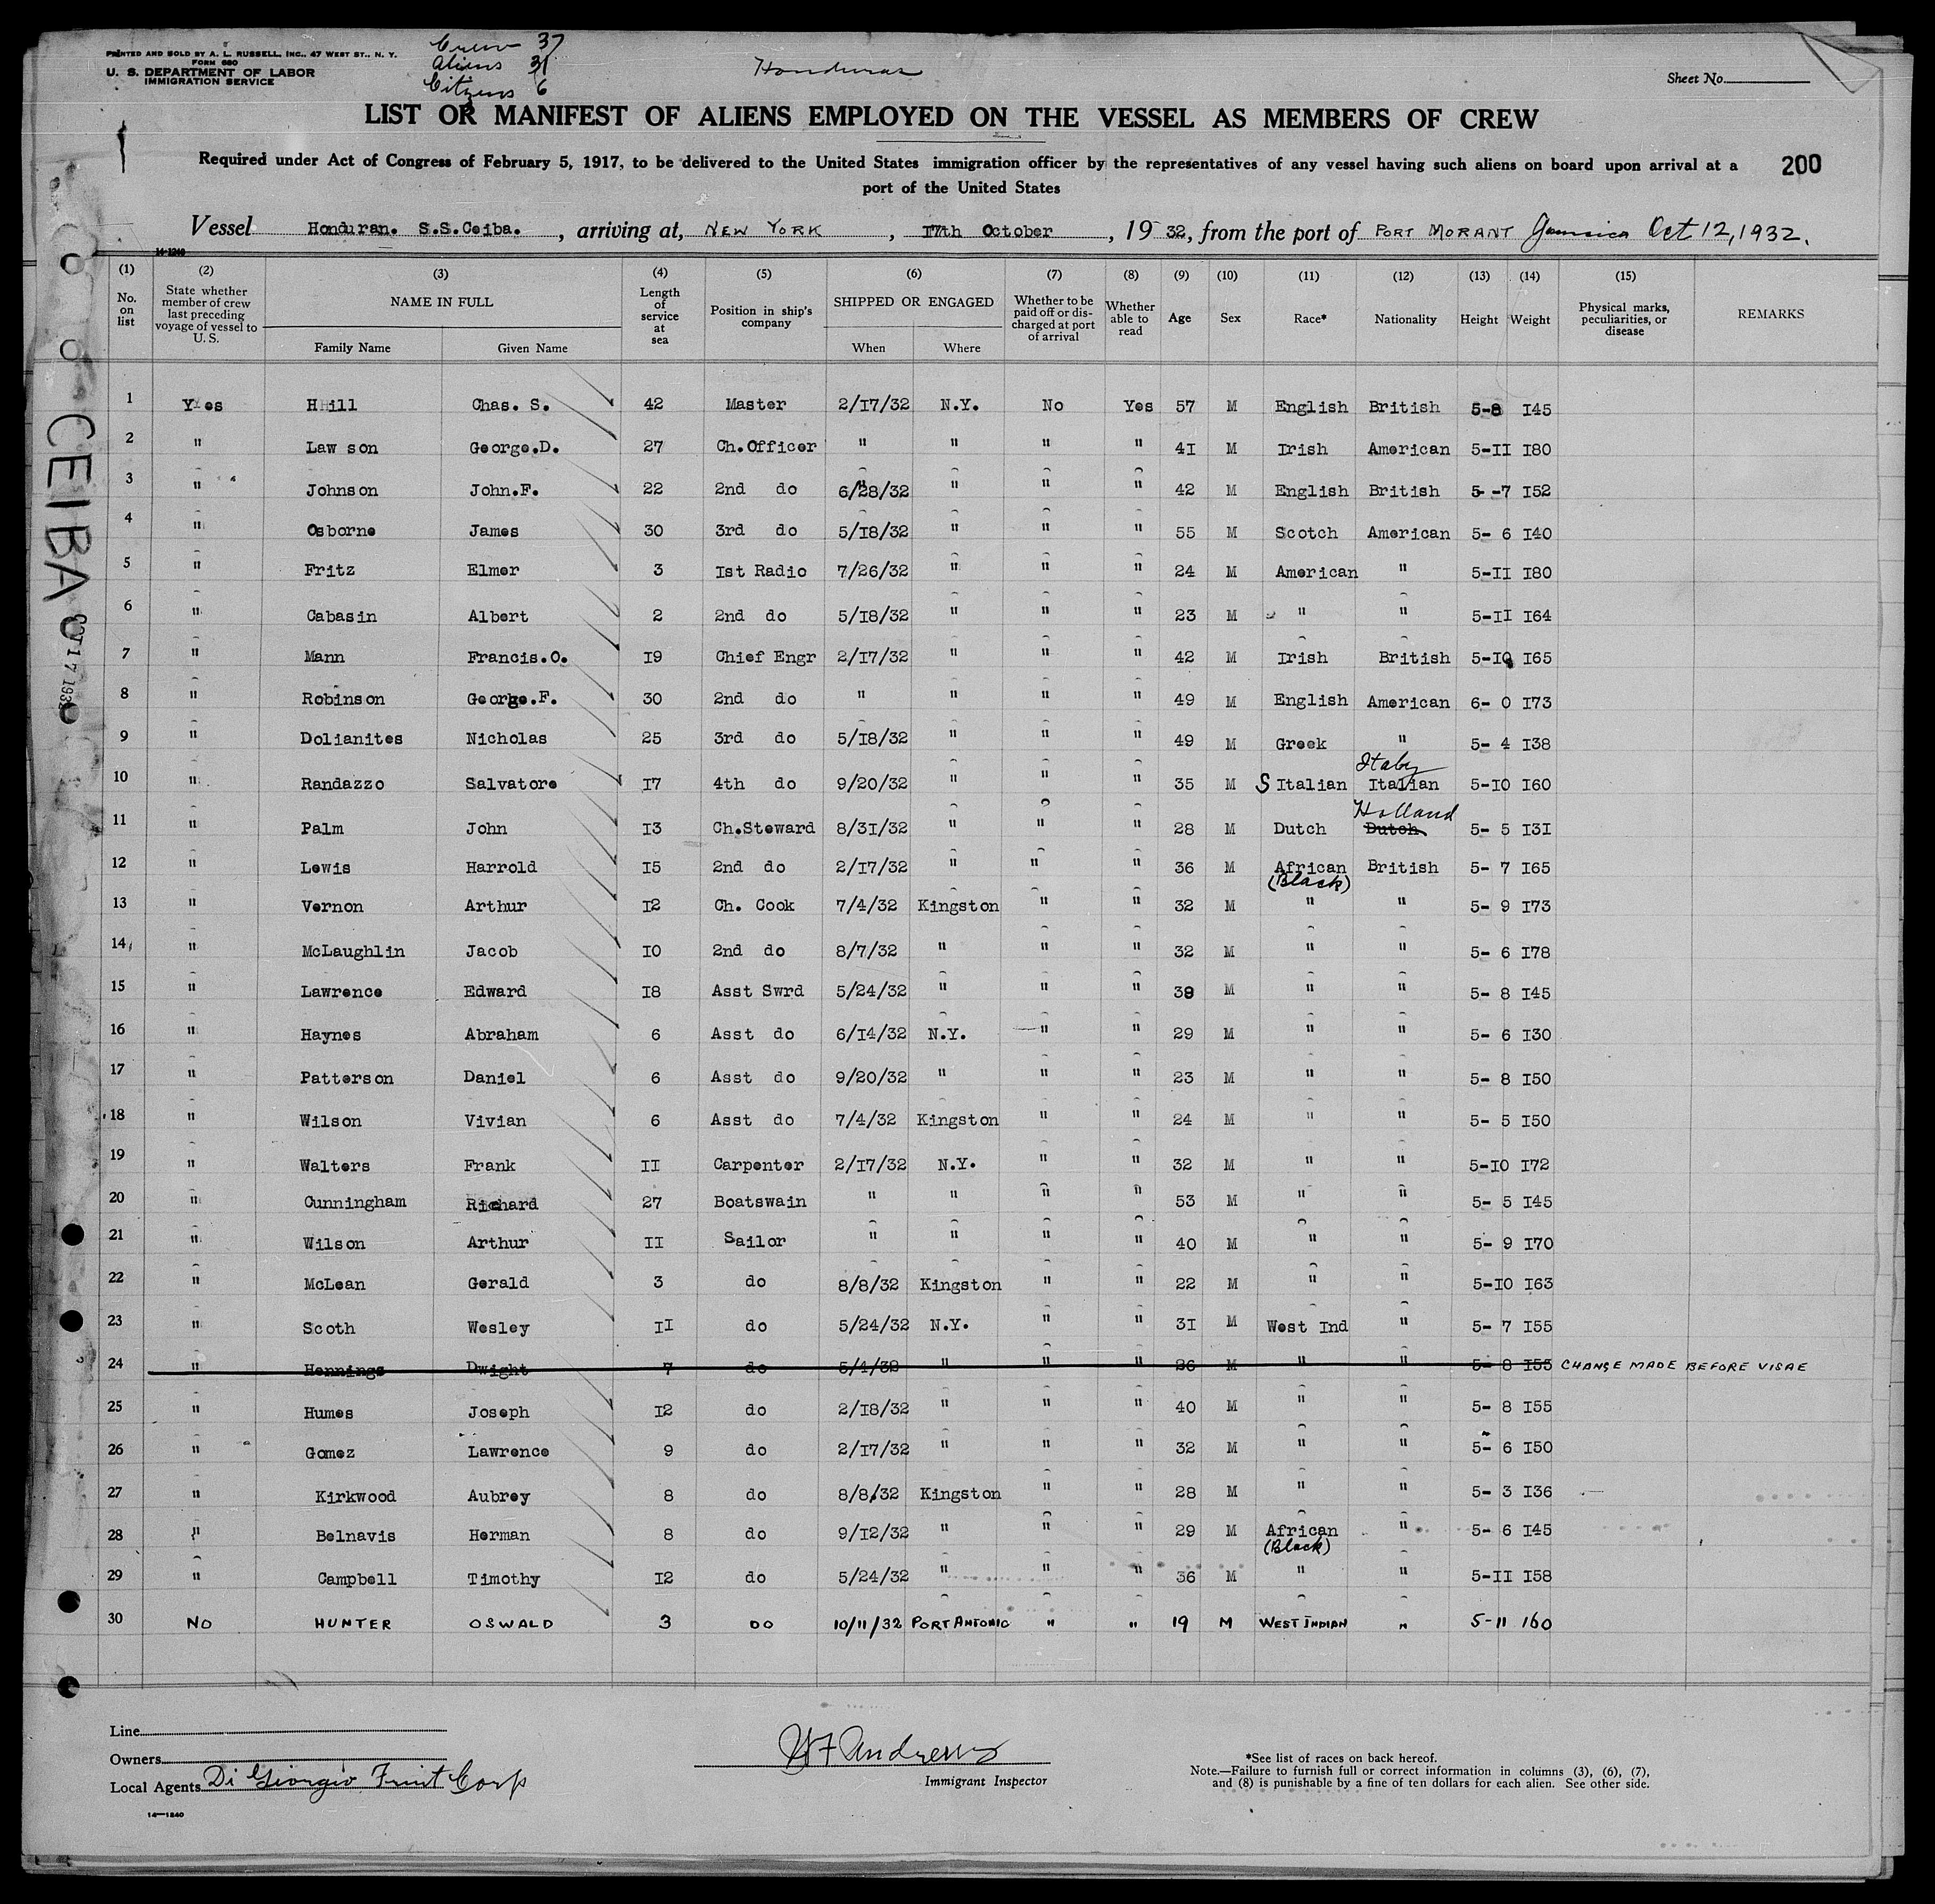 PRINTED AND SOLD BY A. L. RUSSELL, INC., 47 WEST ST., N. Y.
FORM 680
U. S. DEPARTMENT OF LABOR
IMMIGRATION SERVICE
Crew 37
Aliens 31
Citizens 6
Honduras
Sheet No.
LIST OR MANIFEST OF ALIENS EMPLOYED ON THE VESSEL AS MEMBERS OF CREW
Required under Act of Congress of February 5, 1917, to be delivered to the United States immigration officer by the representatives of any vessel having such aliens on board upon arrival at a
port of the United States
200
Vessel Honduran. S.S.Ceiba. , arriving at, NEW YORK , 17th October , 19 32, from the port of PORT MORANT Jamaica Oct 12, 1932.
14-1240
(1) (2) (3) (4) (5) (6) (7) (8) (9) (10) (11) (12) (13) (14) (15)
No. on list State whether member of crew last preceding voyage of vessel to U. S. NAME IN FULL Family Name Given Name Length of service at sea Position in ship's company SHIPPED OR ENGAGED When Where Whether to be paid off or discharged at port of arrival Whether able to read Age Sex Race* Nationality Height Weight Physical marks, peculiarities, or disease REMARKS
1 Yes Hill Chas. S. 42 Master 2/17/32 N.Y. No Yes 57 M English British 5-8 145
2 " Law son George.D. 27 Ch.Officer " " " " 41 M Irish American 5-11 180
3 " Johnson John.F. 22 2nd do 6/28/32 " " " 42 M English British 5 -7 152
4 " Osborne James 30 3rd do 5/18/32 " " " 55 M Scotch American 5- 6 140
5 " Fritz Elmer 3 1st Radio 7/26/32 " " " 24 M American " 5-11 180
6 " Cabasin Albert 2 2nd do 5/18/32 " " " 23 M " " 5-11 164
7 " Mann Francis.O. 19 Chief Engr 2/17/32 " " " 42 M Irish British 5-10 165
8 " Robinson George.F. 30 2nd do " " " " 49 M English American 6- 0 173
9 " Dolianites Nicholas 25 3rd do 5/18/32 " " " 49 M Greek " 5- 4 138
Italy
10 " Randazzo Salvatore 17 4th do 9/20/32 " " " 35 M S Italian Italian 5-10 160
Holland
11 " Palm John 13 Ch.Steward 8/31/32 " " " 28 M Dutch Dutch 5- 5 131
12 " Lewis Harrold 15 2nd do 2/17/32 " " " 36 M African British 5- 7 165
(Black)
13 " Vernon Arthur 12 Ch. Cook 7/4/32 Kingston " " 32 M " " 5- 9 173
14 " McLaughlin Jacob 10 2nd do 8/7/32 " " " 32 M " " 5- 6 178
15 " Lawrence Edward 18 Asst Swrd 5/24/32 " " " 39 M " " 5- 8 145
16 " Haynes Abraham 6 Asst do 6/14/32 N.Y. " " 29 M " " 5- 6 130
17 " Patterson Daniel 6 Asst do 9/20/32 " " " 23 M " " 5- 8 150
18 " Wilson Vivian 6 Asst do 7/4/32 Kingston " " 24 M " " 5- 5 150
19 " Walters Frank 11 Carpenter 2/17/32 N.Y. " " 32 M " " 5-10 172
20 " Cunningham Richard 27 Boatswain " " " " 53 M " " 5- 5 145
21 " Wilson Arthur 11 Sailor " " " " 40 M " " 5- 9 170
22 " McLean Gerald 3 do 8/8/32 Kingston " " 22 M " " 5-10 163
23 " Scoth Wesley 11 do 5/24/32 N.Y. " " 31 M West Ind " 5- 7 155
24 " Hennings Dwight 7 do 5/4/32 " " " 26 M " " 5- 8 155 CHANGE MADE BEFORE VISAE
25 " Humes Joseph 12 do 2/18/32 " " " 40 M " " 5- 8 155
26 " Gomez Lawrence 9 do 2/17/32 " " " 32 M " " 5- 6 150
27 " Kirkwood Aubrey 8 do 8/8/32 Kingston " " 28 M " " 5- 3 136
28 " Belnavis Herman 8 do 9/12/32 " " " 29 M African " 5- 6 145
(Black)
29 " Campbell Timothy 12 do 5/24/32 " " " 36 M " " 5-11 158
30 NO HUNTER OSWALD 3 DO 10/11/32 PORT ANTONIO " " 19 M WEST INDIAN " 5-11 160
CEIBA
OCT 17 1932
Line
Owners
Local Agents Di Giorgio Fruit Corp
14-1240
HF Andrews
Immigrant Inspector
*See list of races on back hereof.
Note.—Failure to furnish full or correct information in columns (3), (6), (7),
and (8) is punishable by a fine of ten dollars for each alien. See other side.